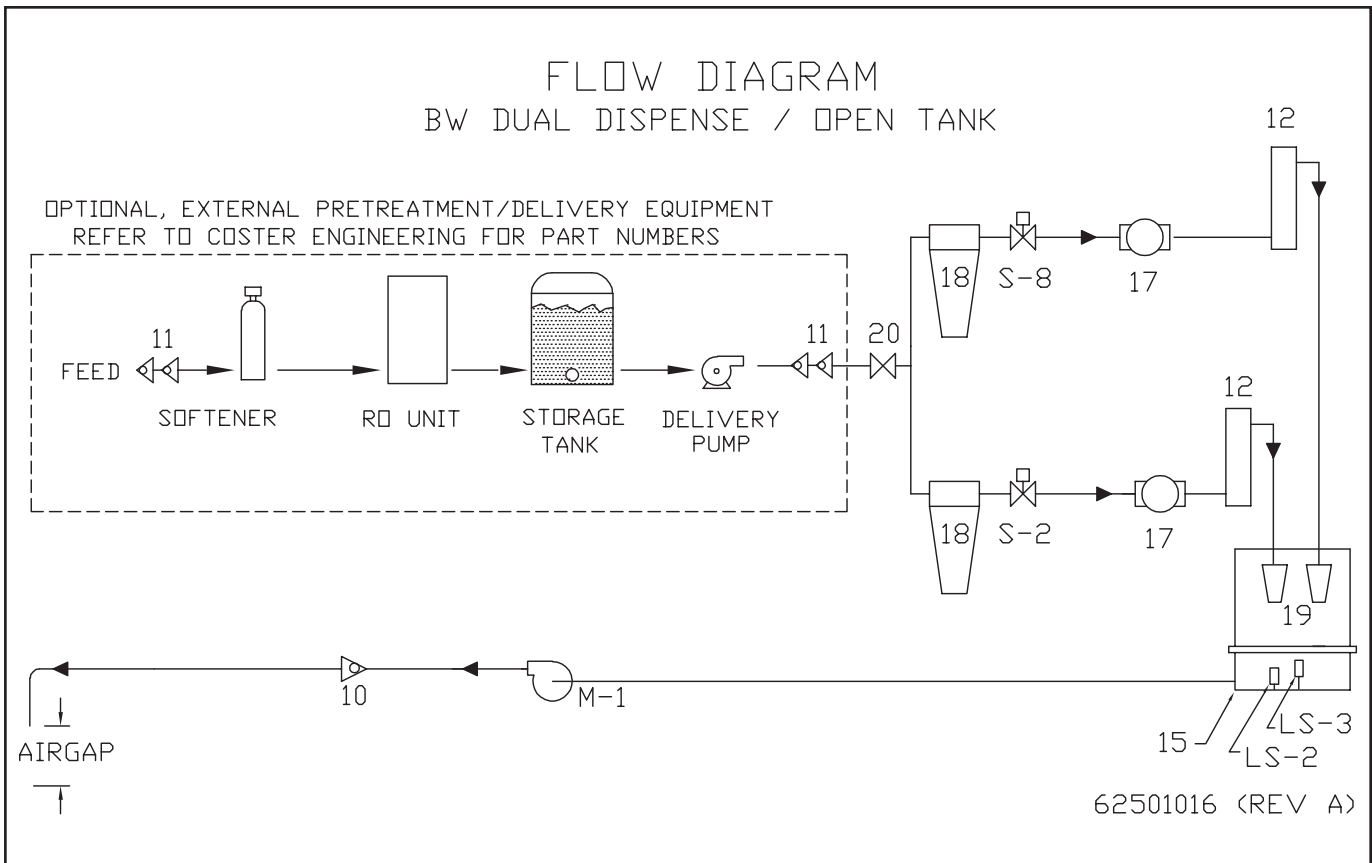 FLOW DIAGRAM
BW DUAL DISPENSE / OPEN TANK
12
OPTIONAL, EXTERNAL PRETREATMENT/DELIVERY EQUIPMENT
REFER TO COSTER ENGINEERING FOR PART NUMBERS
18
S-8
17
11
11
20
FEED
SOFTENER
RO UNIT
STORAGE
TANK
DELIVERY
PUMP
12
18
S-2
17
19
10
M-1
AIRGAP
15
LS-3
LS-2
62501016 (REV A)